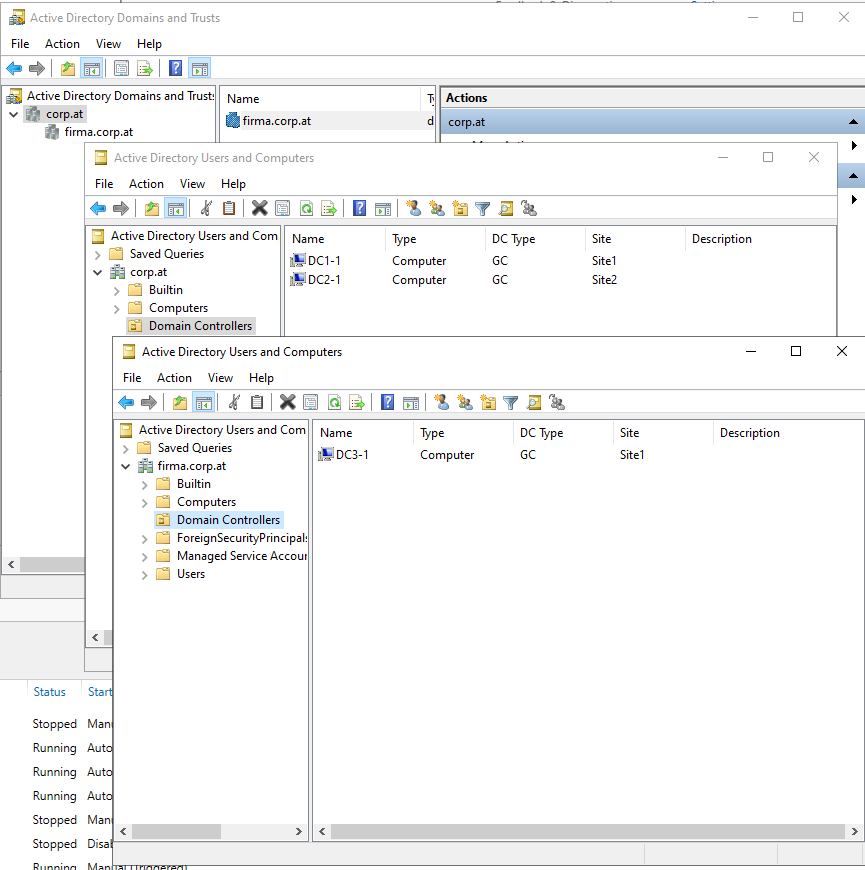 Active Directory Domains and Trusts
File Action View Help
Active Directory Domains and Trusts
corp.at
firma.corp.at
Name
firma.corp.at
Actions
corp.at
Active Directory Users and Computers
File Action View Help
Active Directory Users and Com
Saved Queries
corp.at
Builtin
Computers
Domain Controllers
Name Type DC Type Site Description
DC1-1 Computer GC Site1
DC2-1 Computer GC Site2
Active Directory Users and Computers
File Action View Help
Active Directory Users and Com
Saved Queries
firma.corp.at
Builtin
Computers
Domain Controllers
ForeignSecurityPrincipals
Managed Service Accour
Users
Name Type DC Type Site Description
DC3-1 Computer GC Site1
Status Start
Stopped Manu
Running Auto
Running Auto
Running Auto
Stopped Manu
Stopped Disab
Running Manual (Triggered)